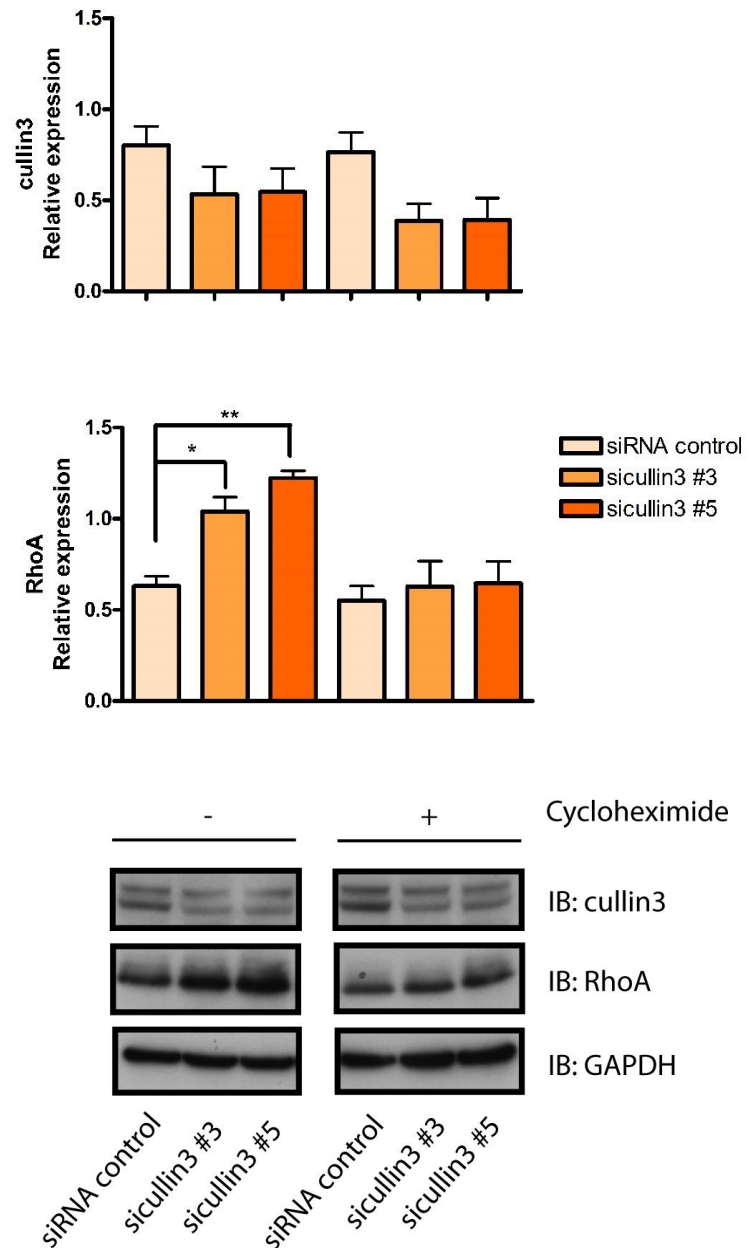 cullin3
Relative expression
1.5
1.0
0.5
0.0
RhoA
Relative expression
1.5
1.0
0.5
0.0
**
*
siRNA control
sicullin3 #3
sicullin3 #5
- + Cycloheximide
IB: cullin3
IB: RhoA
IB: GAPDH
siRNA control
sicullin3 #3
sicullin3 #5
siRNA control
sicullin3 #3
sicullin3 #5